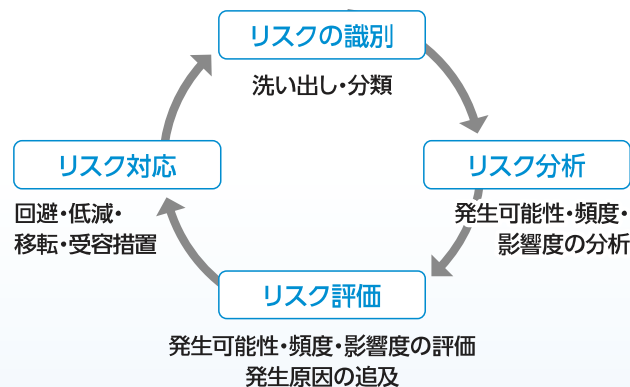 リスクの識別
洗い出し・分類
リスク対応
回避・低減・
移転・受容措置
リスク分析
発生可能性・頻度・
影響度の分析
リスク評価
発生可能性・頻度・影響度の評価
発生原因の追及